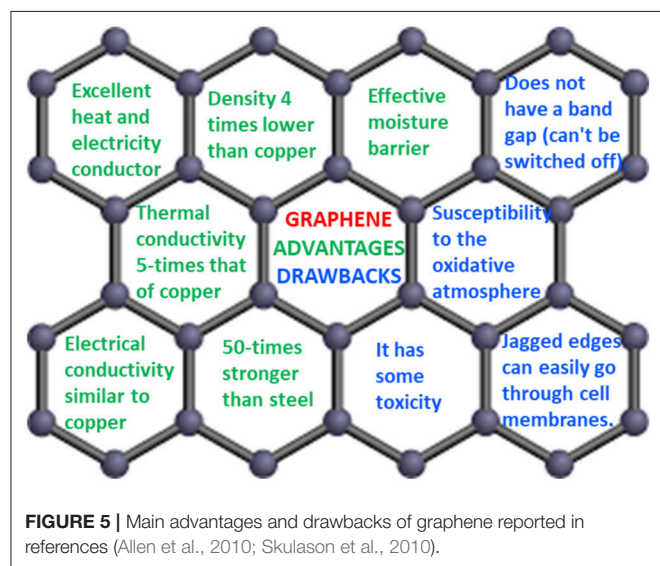 Excellent
heat and
electricity
conductor
Density 4
times lower
than copper
Effective
moisture
barrier
Does not
have a band
gap (can't be
switched off)
Thermal
conductivity
5-times that
of copper
GRAPHENE
ADVANTAGES
DRAWBACKS
Susceptibility
to the
oxidative
atmosphere
Electrical
conductivity
similar to
copper
50-times
stronger
than steel
It has
some
toxicity
Jagged edges
can easily go
through cell
membranes.
FIGURE 5 | Main advantages and drawbacks of graphene reported in
references (Allen et al., 2010; Skulason et al., 2010).